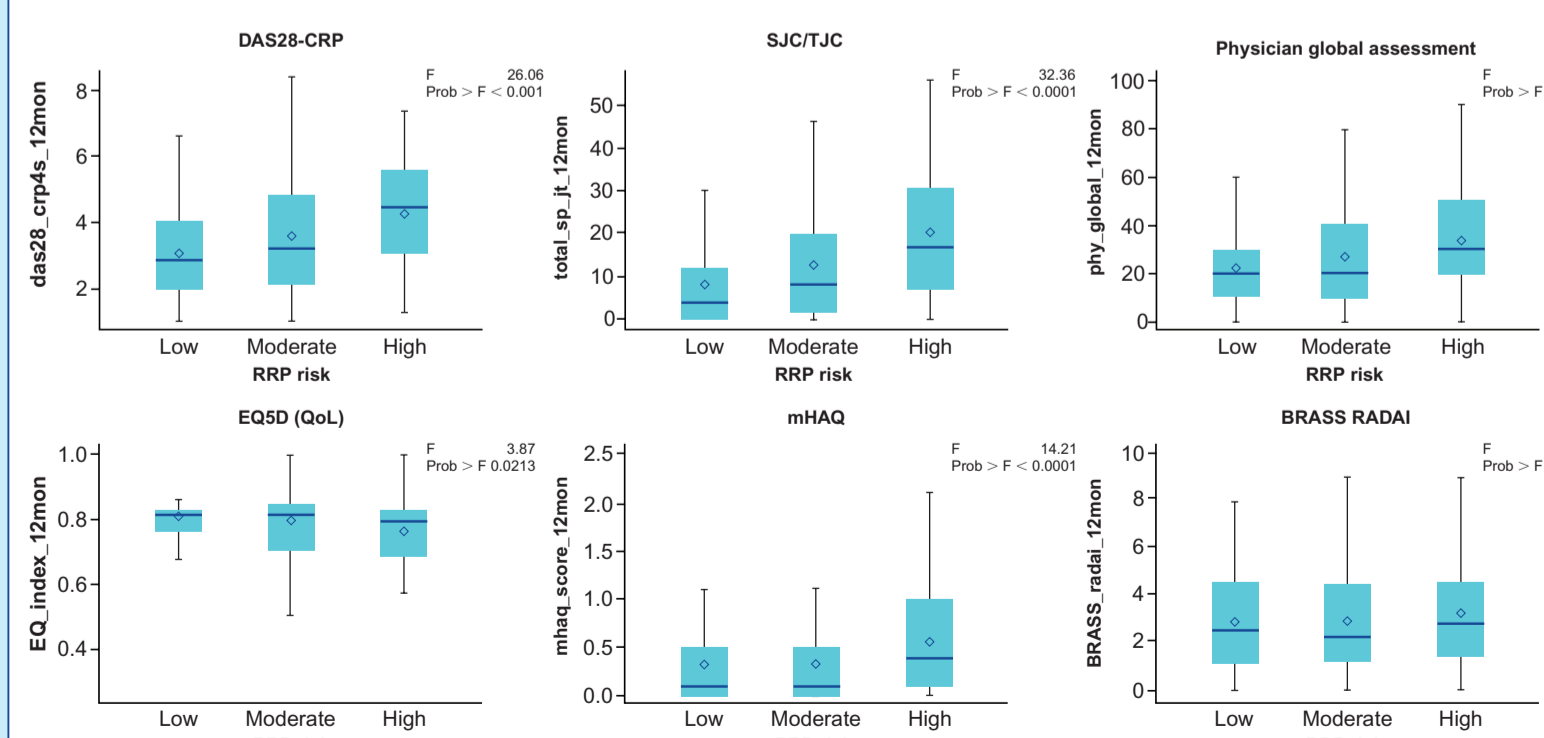 DAS28-CRP
F 26.06
Prob > F < 0.001
das28_crp4s_12mon
8
6
4
2
Low Moderate High
RRP risk
SJC/TJC
F 32.36
Prob > F < 0.0001
total_sp_jt_12mon
50
40
30
20
10
0
Low Moderate High
RRP risk
Physician global assessment
F
Prob > F
phy_global_12mon
100
80
60
40
20
0
Low Moderate High
RRP risk
EQ5D (QoL)
F 3.87
Prob > F 0.0213
EQ_index_12mon
1.0
0.8
0.6
0.4
Low Moderate High
mHAQ
F 14.21
Prob > F < 0.0001
mhaq_score_12mon
2.5
2.0
1.5
1.0
0.5
0.0
Low Moderate High
BRASS RADAI
F
Prob > F
BRASS_radai_12mon
10
8
6
4
2
0
Low Moderate High